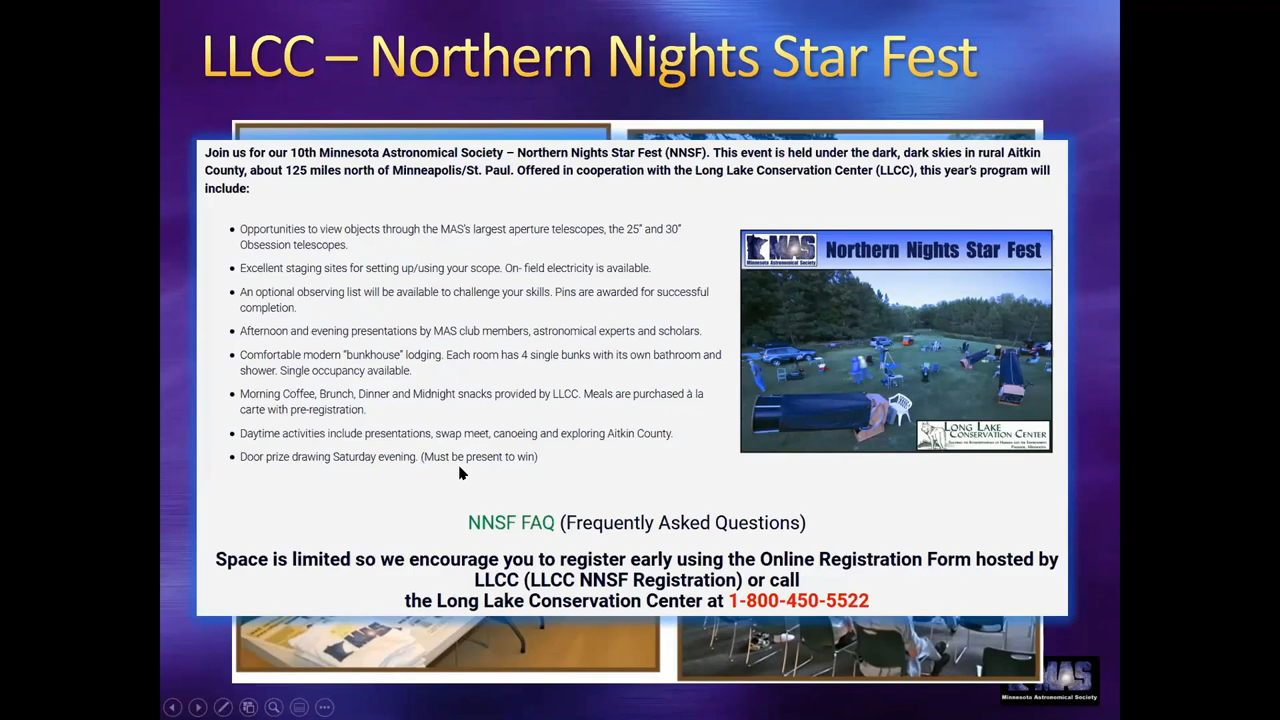 LLCC – Northern Nights Star Fest
Join us for our 10th Minnesota Astronomical Society – Northern Nights Star Fest (NNSF). This event is held under the dark, dark skies in rural Aitkin
County, about 125 miles north of Minneapolis/St. Paul. Offered in cooperation with the Long Lake Conservation Center (LLCC), this year's program will
include:
• Opportunities to view objects through the MAS's largest aperture telescopes, the 25" and 30"
Obsession telescopes.
• Excellent staging sites for setting up/using your scope. On- field electricity is available.
• An optional observing list will be available to challenge your skills. Pins are awarded for successful
completion.
• Afternoon and evening presentations by MAS club members, astronomical experts and scholars.
• Comfortable modern "bunkhouse" lodging. Each room has 4 single bunks with its own bathroom and
shower. Single occupancy available.
• Morning Coffee, Brunch, Dinner and Midnight snacks provided by LLCC. Meals are purchased à la
carte with pre-registration.
• Daytime activities include presentations, swap meet, canoeing and exploring Aitkin County.
• Door prize drawing Saturday evening. (Must be present to win)
MAS
Minnesota Astronomical Society
Northern Nights Star Fest
LONG LAKE
CONSERVATION CENTER
NNSF FAQ (Frequently Asked Questions)
Space is limited so we encourage you to register early using the Online Registration Form hosted by
LLCC (LLCC NNSF Registration) or call
the Long Lake Conservation Center at 1-800-450-5522
MAS
MAS
Minnesota Astronomical Society